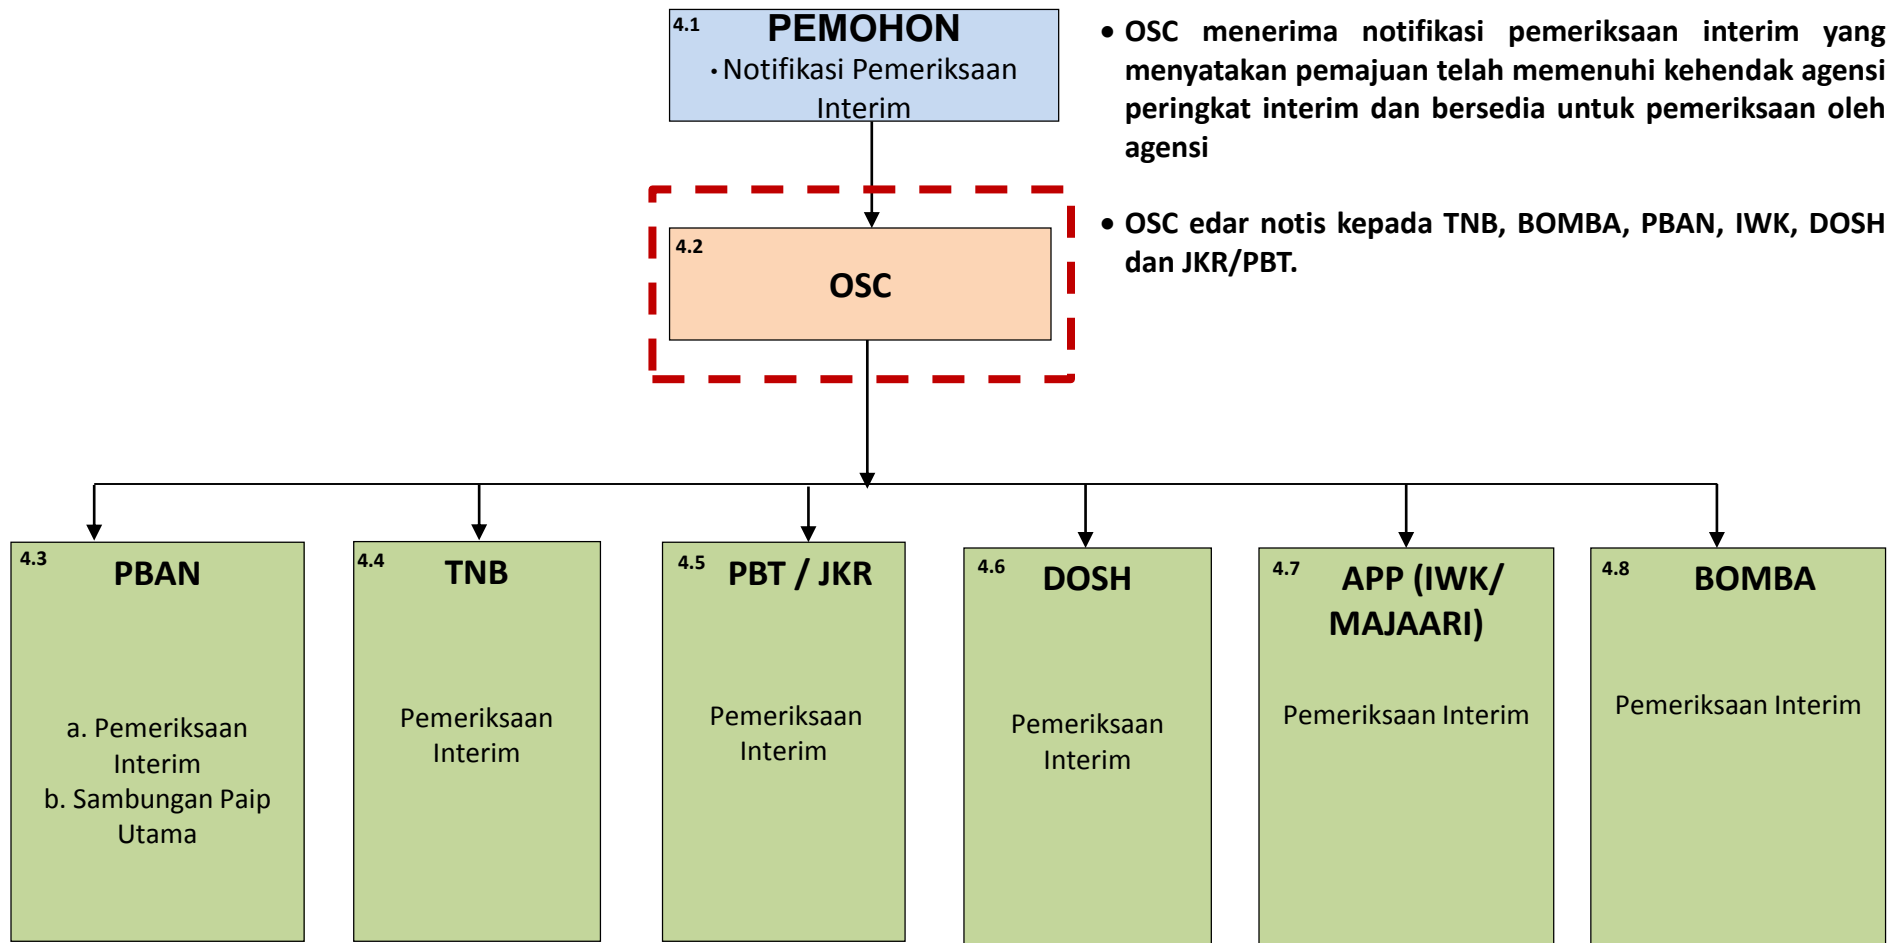 4.1 PEMOHON
• Notifikasi Pemeriksaan
Interim
• OSC menerima notifikasi pemeriksaan interim yang
menyatakan pemajuan telah memenuhi kehendak agensi
peringkat interim dan bersedia untuk pemeriksaan oleh
agensi
• OSC edar notis kepada TNB, BOMBA, PBAN, IWK, DOSH
dan JKR/PBT.
4.2
OSC
4.3 PBAN
a. Pemeriksaan
Interim
b. Sambungan Paip
Utama
4.4 TNB
Pemeriksaan
Interim
4.5 PBT / JKR
Pemeriksaan
Interim
4.6 DOSH
Pemeriksaan
Interim
4.7 APP (IWK/
MAJAARI)
Pemeriksaan Interim
4.8 BOMBA
Pemeriksaan Interim